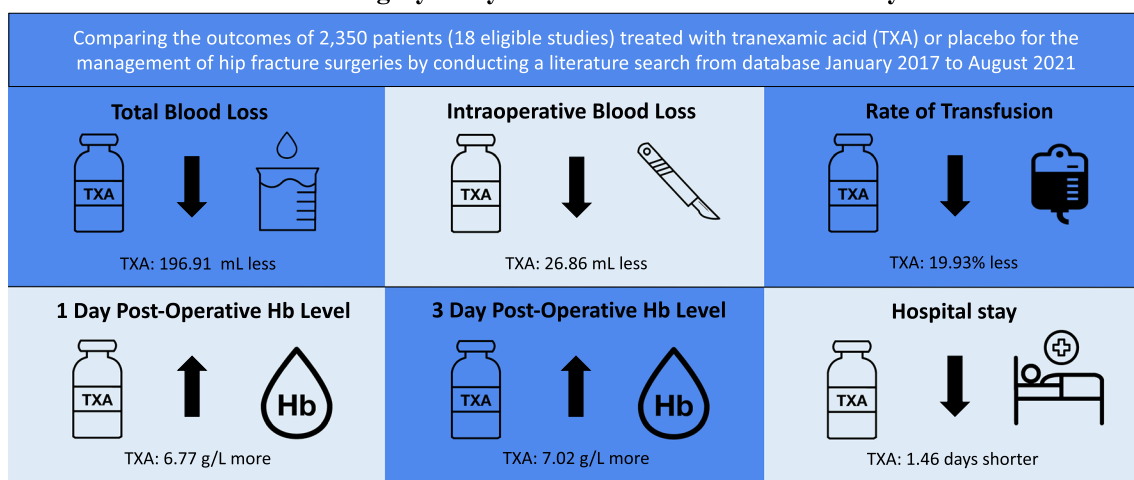 Comparing the outcomes of 2,350 patients (18 eligible studies) treated with tranexamic acid (TXA) or placebo for the
management of hip fracture surgeries by conducting a literature search from database January 2017 to August 2021
Total Blood Loss
TXA
TXA: 196.91 mL less
Intraoperative Blood Loss
TXA
TXA: 26.86 mL less
Rate of Transfusion
TXA
TXA: 19.93% less
1 Day Post-Operative Hb Level
TXA
Hb
TXA: 6.77 g/L more
3 Day Post-Operative Hb Level
TXA
Hb
TXA: 7.02 g/L more
Hospital stay
TXA
TXA: 1.46 days shorter